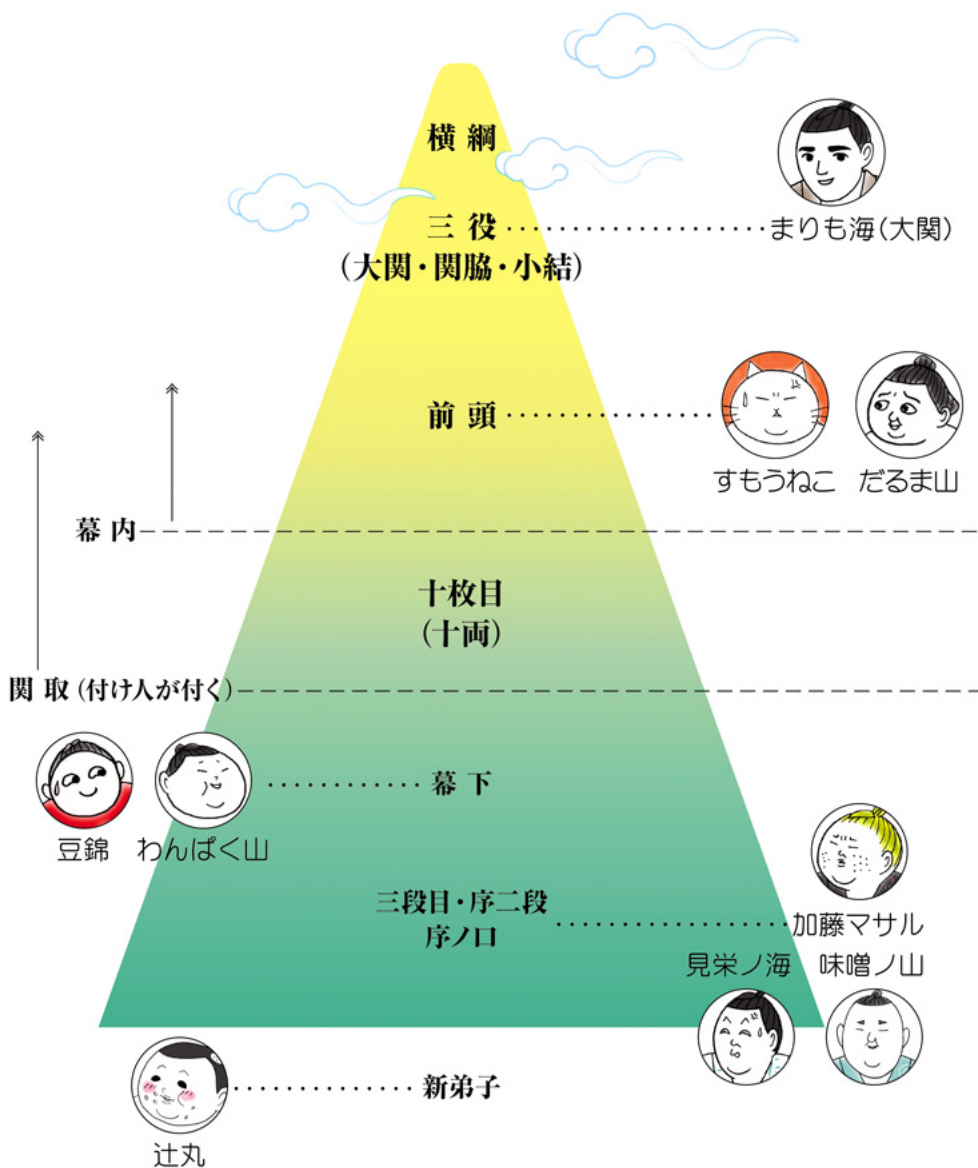 横綱
三役
まりも海(大関)
(大関・関脇・小結)
前頭
すもうねこ だるま山
幕内
十枚目
(十両)
関取(付け人が付く)
幕下
豆錦 わんぱく山
三段目・序二段
序ノ口
加藤マサル
見栄ノ海 味噌ノ山
新弟子
辻丸